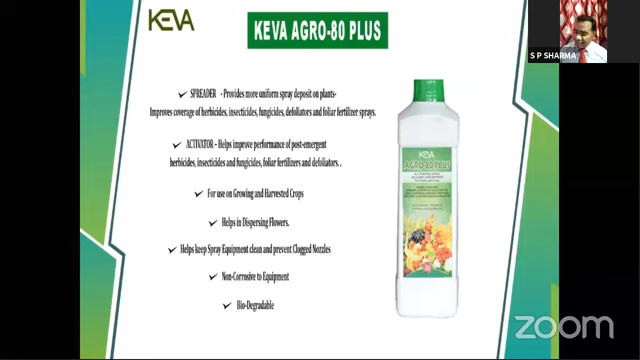 KEVA
KEVA AGRO-80 PLUS
S P SHARMA
✓ SPREADER - Provides more uniform spray deposit on plants-
Improves coverage of herbicides, insecticides, fungicides, defoliators and foliar fertilizer sprays.
✓ ACTIVATOR - Helps improve performance of post-emergent
herbicides, insecticides and fungicides, foliar fertilizers and defoliators. .
✓ For use on Growing and Harvested Crops
✓ Helps in Dispersing Flowers.
✓ Helps keep Spray Equipment clean and prevent Clogged Nozzles
✓ Non-Corrosive to Equipment
✓ Bio-Degradable
KEVA
AGRO-80 PLUS
zoom